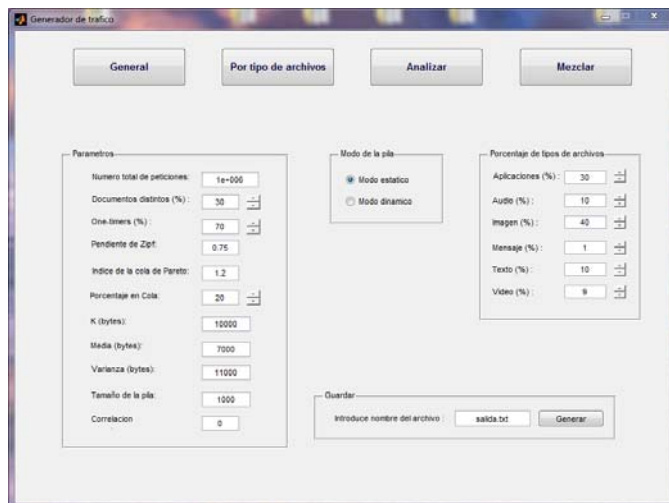 Generador de trafico
General Por tipo de archivos Analizar Mezclar
Parametros
Numero total de peticiones: 1e+006
Documentos distintos (%) : 30
One-timers (%) : 70
Pendiente de Zipf: 0.75
Indice de la cola de Pareto: 1.2
Porcentaje en Cola: 20
K (bytes): 10000
Media (bytes): 7000
Varianza (bytes): 11000
Tamaño de la pila: 1000
Correlacion 0
Modo de la pila
Modo estatico
Modo dinamico
Porcentaje de tipos de archivos
Aplicaciones (%) : 30
Audio (%) : 10
Imagen (%) : 40
Mensaje (%) : 1
Texto (%) : 10
Video (%) : 9
Guardar
Introduce nombre del archivo : salida.txt Generar